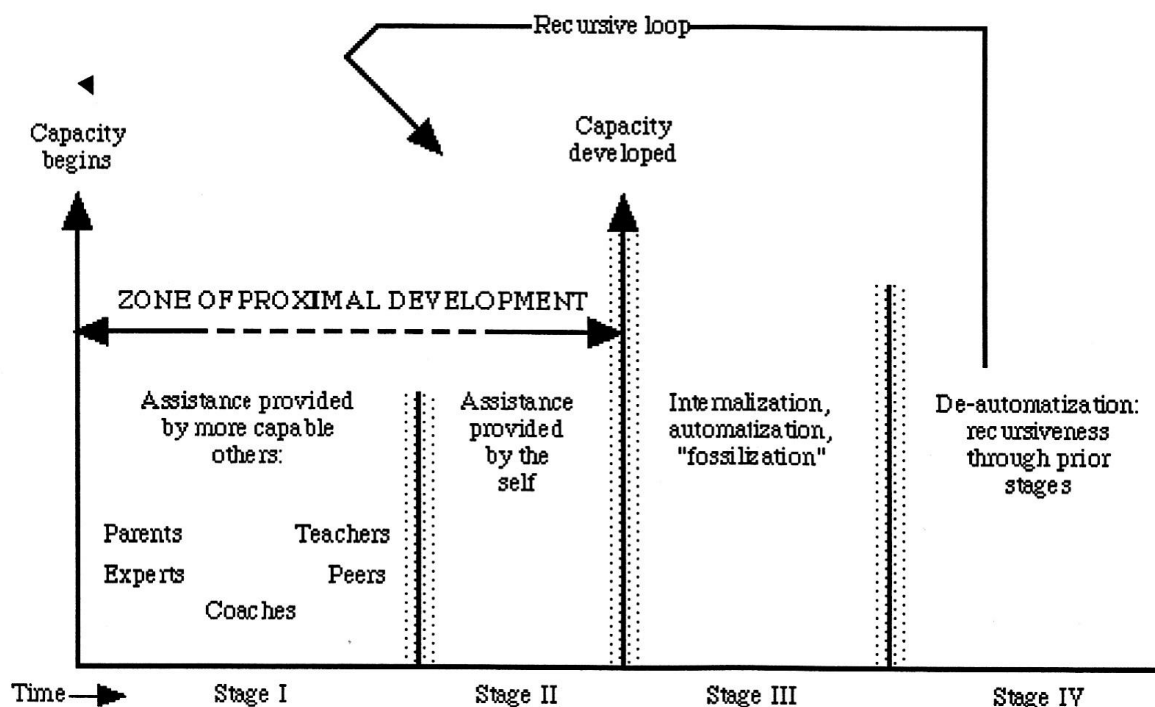 Recursive loop
Capacity
begins
Capacity
developed
ZONE OF PROXIMAL DEVELOPMENT
Assistance provided
by more capable
others:
Parents
Teachers
Experts
Peers
Coaches
Assistance
provided
by the
self
Internalization,
automatization,
"fossilization"
De-automatization:
recursiveness
through prior
stages
Time
Stage I
Stage II
Stage III
Stage IV